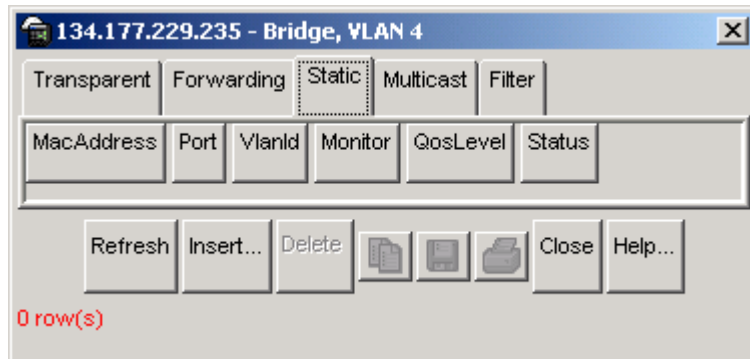 134.177.229.235 - Bridge, VLAN 4
Transparent Forwarding Static Multicast Filter
MacAddress Port VlanId Monitor QosLevel Status
Refresh Insert... Delete Close Help...
0 row(s)